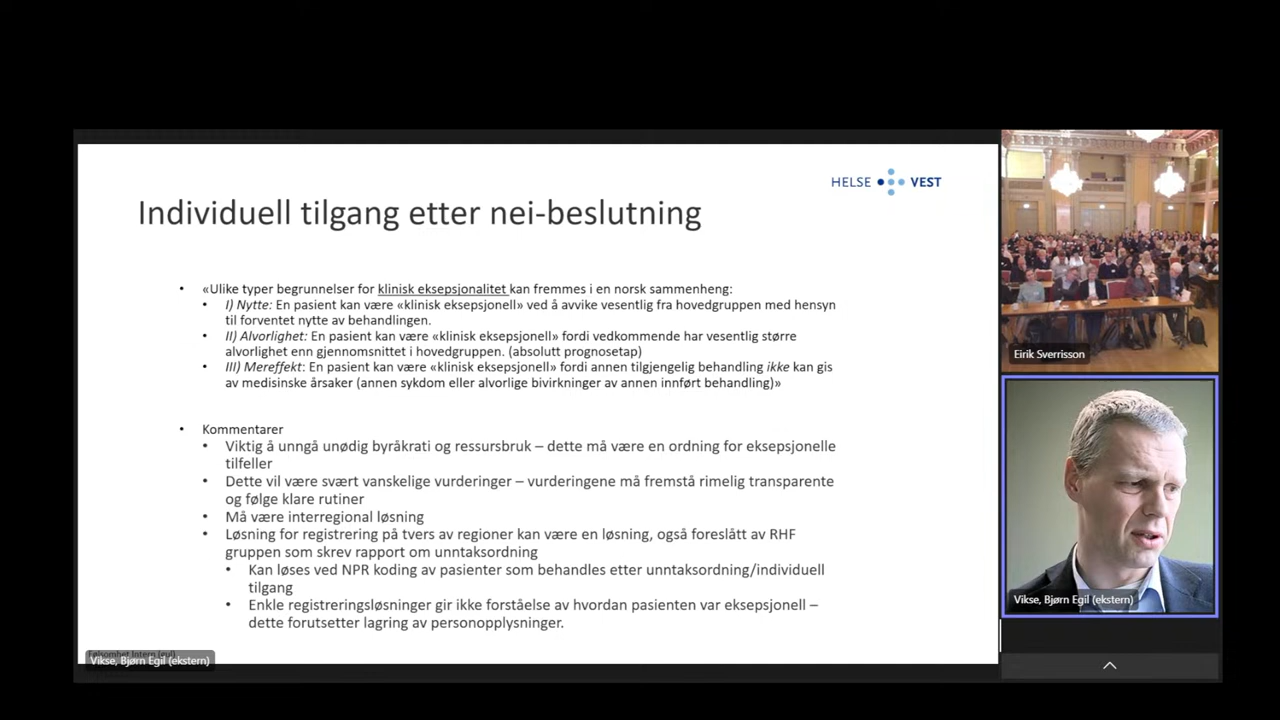 HELSE VEST
Individuell tilgang etter nei-beslutning
• «Ulike typer begrunnelser for klinisk eksepsjonalitet kan fremmes i en norsk sammenheng:
• I) Nytte: En pasient kan være «klinisk eksepsjonell» ved å avvike vesentlig fra hovedgruppen med hensyn
til forventet nytte av behandlingen.
• II) Alvorlighet: En pasient kan være «klinisk eksepsjonell» fordi vedkommende har vesentlig større
alvorlighet enn gjennomsnittet i hovedgruppen. (absolutt prognosetap)
• III) Mereffekt: En pasient kan være «klinisk eksepsjonell» fordi annen tilgjengelig behandling ikke kan gis
av medisinske årsaker (annen sykdom eller alvorlige bivirkninger av annen innført behandling)»
• Kommentarer
• Viktig å unngå unødig byråkrati og ressursbruk – dette må være en ordning for eksepsjonelle
tilfeller
• Dette vil være svært vanskelige vurderinger – vurderingene må fremstå rimelig transparente
og følge klare rutiner
• Må være interregional løsning
• Løsning for registrering på tvers av regioner kan være en løsning, også foreslått av RHF
gruppen som skrev rapport om unntaksordning
• Kan løses ved NPR koding av pasienter som behandles etter unntaksordning/individuell
tilgang
• Enkle registreringsløsninger gir ikke forståelse av hvordan pasienten var eksepsjonell –
dette forutsetter lagring av personopplysninger.
Følsomhet Intern (gul)
Vikse, Bjørn Egil (ekstern)
Eirik Sverrisson
Vikse, Bjørn Egil (ekstern)